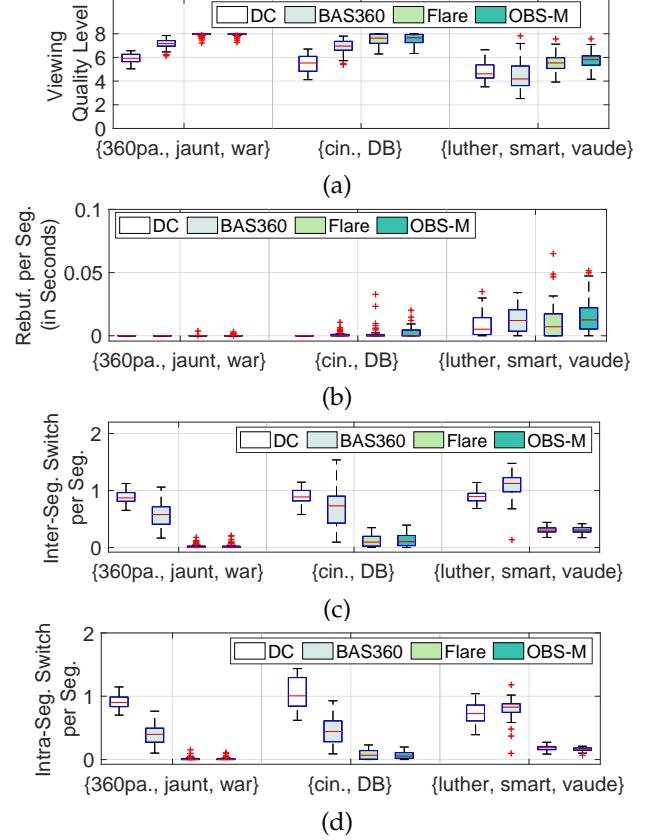 DC BAS360 Flare OBS-M
Viewing
Quality Level
8
6
4
2
0
{360pa., jaunt, war} {cin., DB} {luther, smart, vaude}
(a)
DC BAS360 Flare OBS-M
Rebuf. per Seg.
(in Seconds)
0.1
0.05
0
{360pa., jaunt, war} {cin., DB} {luther, smart, vaude}
(b)
DC BAS360 Flare OBS-M
Inter-Seg. Switch
per Seg.
2
1
0
{360pa., jaunt, war} {cin., DB} {luther, smart, vaude}
(c)
DC BAS360 Flare OBS-M
Intra-Seg. Switch
per Seg.
2
1
0
{360pa., jaunt, war} {cin., DB} {luther, smart, vaude}
(d)